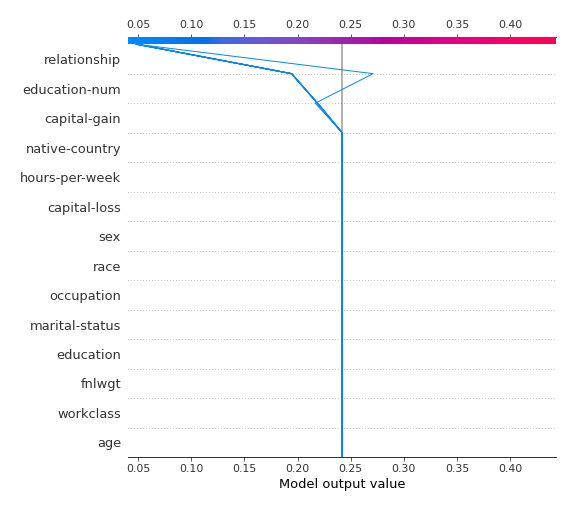 0.05 0.10 0.15 0.20 0.25 0.30 0.35 0.40
relationship
education-num
capital-gain
native-country
hours-per-week
capital-loss
sex
race
occupation
marital-status
education
fnlwgt
workclass
age
0.05 0.10 0.15 0.20 0.25 0.30 0.35 0.40
Model output value